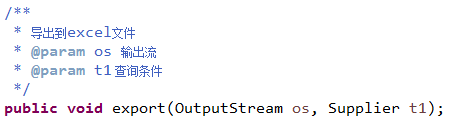 /**
 * 导出到excel文件
 * @param os 输出流
 * @param t1查询条件
 */
public void export(OutputStream os, Supplier t1);